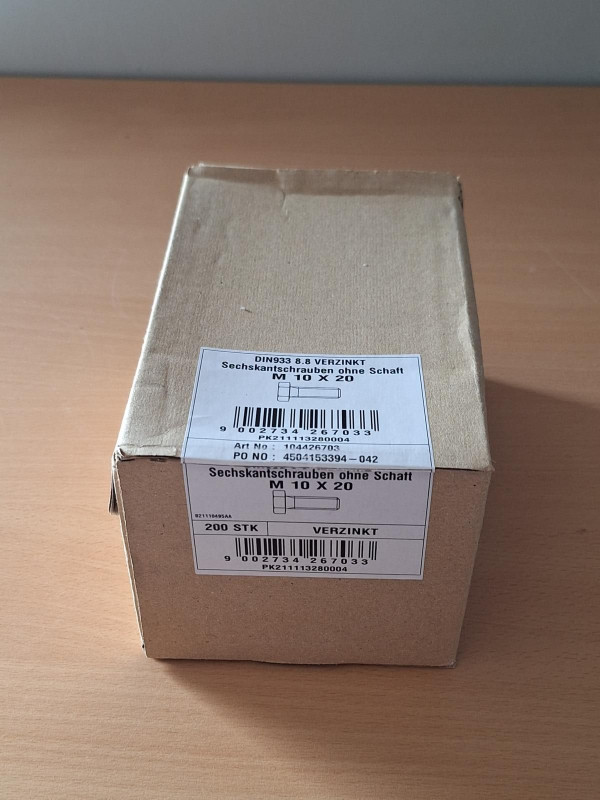 DIN933 8.8 VERZINKT
Sechskantschrauben ohne Schaft
M 10 X 20
9 002734 267033
PK211113280004
Art No : 104426703
PO NO : 4504153394-042
Sechskantschrauben ohne Schaft
M 10 X 20
200 STK VERZINKT
9 002734 267033
PK211113280004